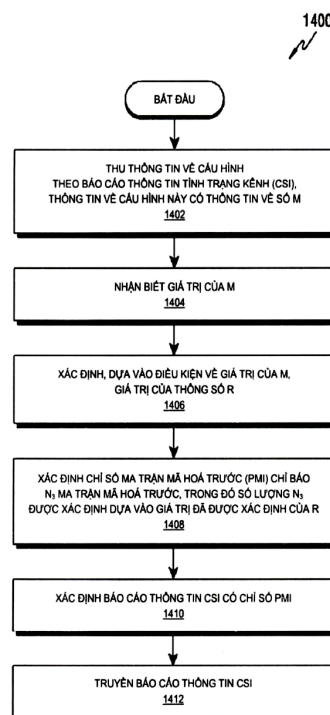 1400
BẮT ĐẦU
THU THÔNG TIN VỀ CẤU HÌNH
THEO BÁO CÁO THÔNG TIN TÌNH TRẠNG KÊNH (CSI),
THÔNG TIN VỀ CẤU HÌNH NÀY CÓ THÔNG TIN VỀ SỐ M
1402
NHẬN BIẾT GIÁ TRỊ CỦA M
1404
XÁC ĐỊNH, DỰA VÀO ĐIỀU KIỆN VỀ GIÁ TRỊ CỦA M,
GIÁ TRỊ CỦA THÔNG SỐ R
1406
XÁC ĐỊNH CHỈ SỐ MA TRẬN MÃ HOÁ TRƯỚC (PMI) CHỈ BÁO
N₃ MA TRẬN MÃ HOÁ TRƯỚC, TRONG ĐÓ SỐ LƯỢNG N₃
ĐƯỢC XÁC ĐỊNH DỰA VÀO GIÁ TRỊ ĐÃ ĐƯỢC XÁC ĐỊNH CỦA R
1408
XÁC ĐỊNH BÁO CÁO THÔNG TIN CSI CÓ CHỈ SỐ PMI
1410
TRUYỀN BÁO CÁO THÔNG TIN CSI
1412